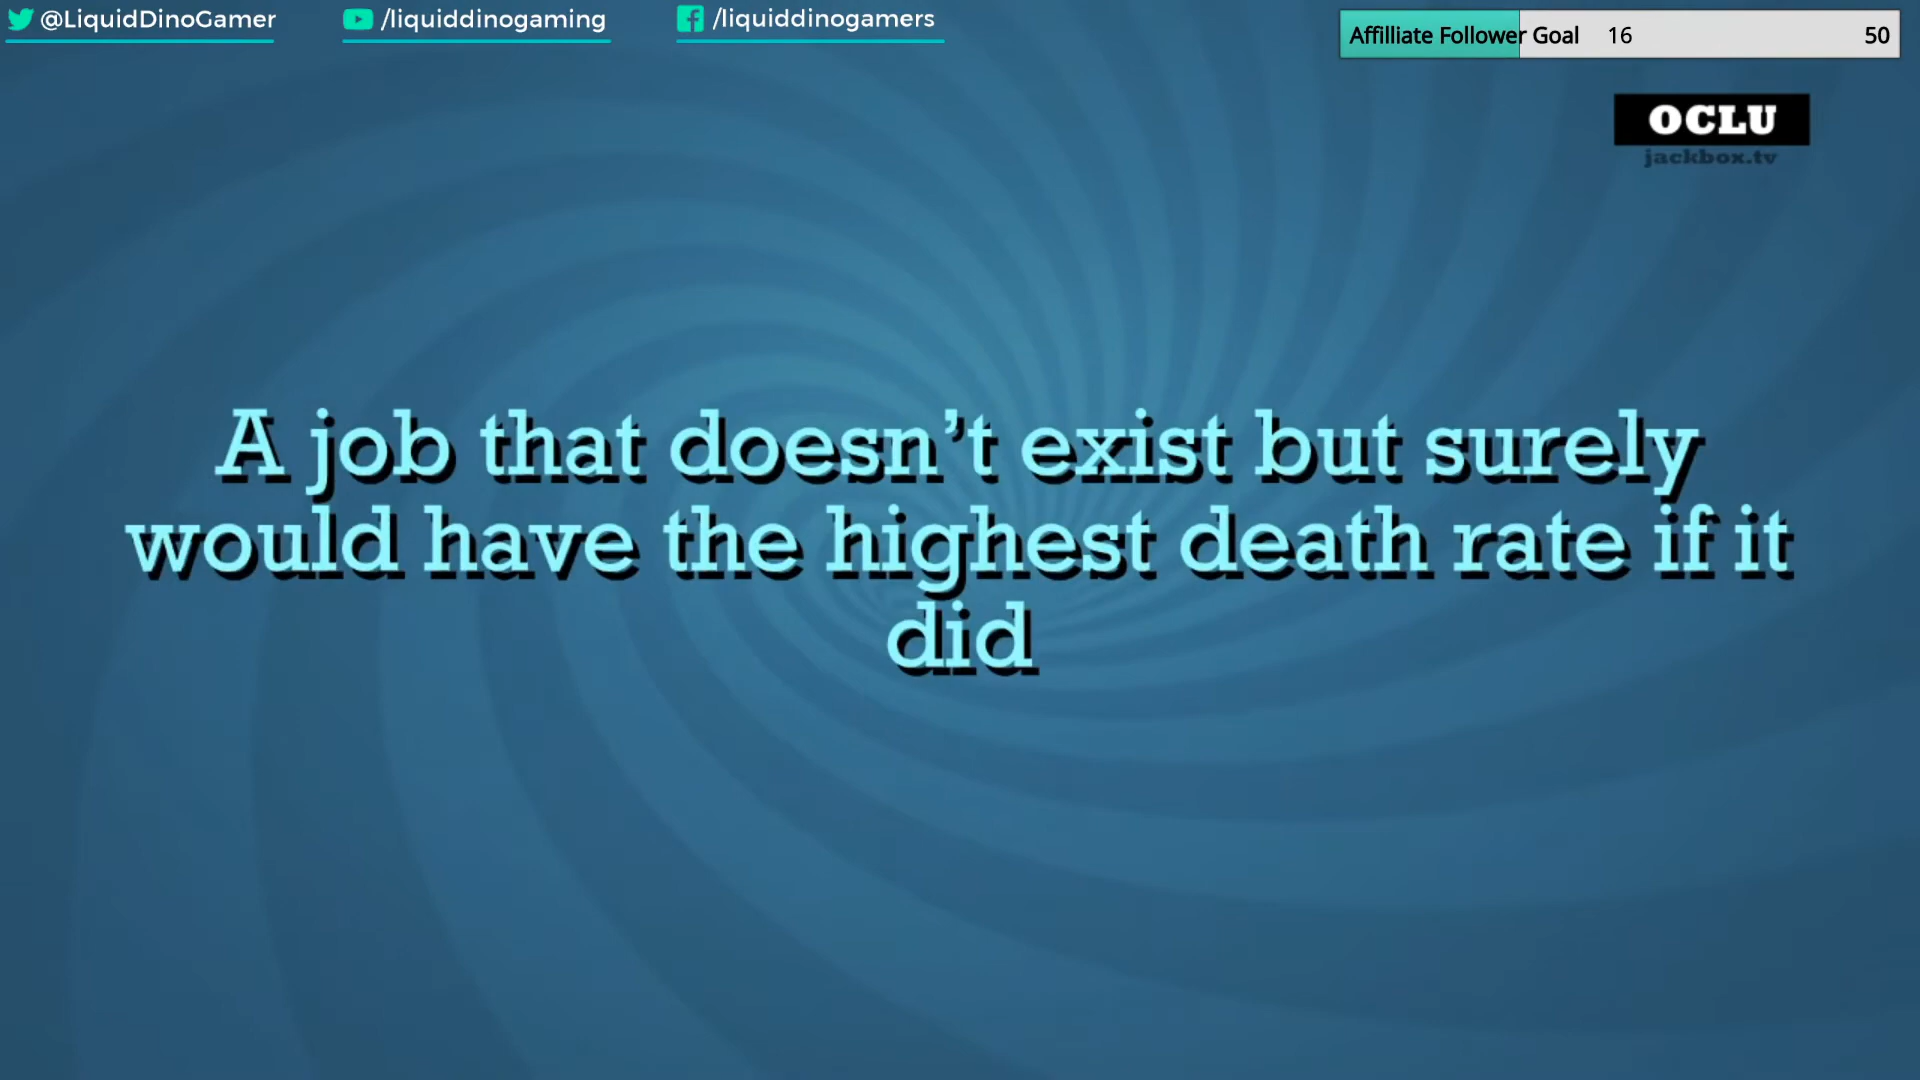 @LiquidDinoGamer /liquiddinogaming /liquiddinogamers
Affilliate Follower Goal 16 50
OCLU
jackbox.tv
A job that doesn't exist but surely
would have the highest death rate if it
did